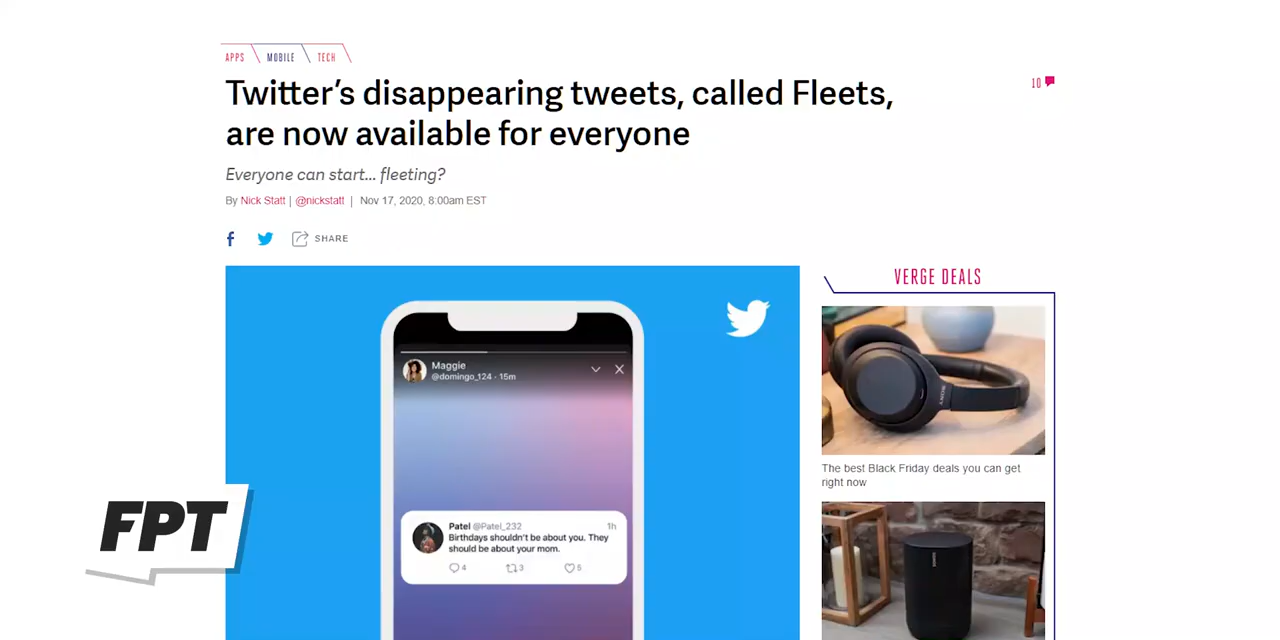 APPS MOBILE TECH
Twitter's disappearing tweets, called Fleets,
are now available for everyone
10
Everyone can start... fleeting?
By Nick Statt | @nickstatt | Nov 17, 2020, 8:00am EST
SHARE
VERGE DEALS
Maggie
@domingo_124 · 15m
SONY
The best Black Friday deals you can get
right now
Patel @Patel_232 1h
Birthdays shouldn't be about you. They
should be about your mom.
4 3 5
FPT
SONOS